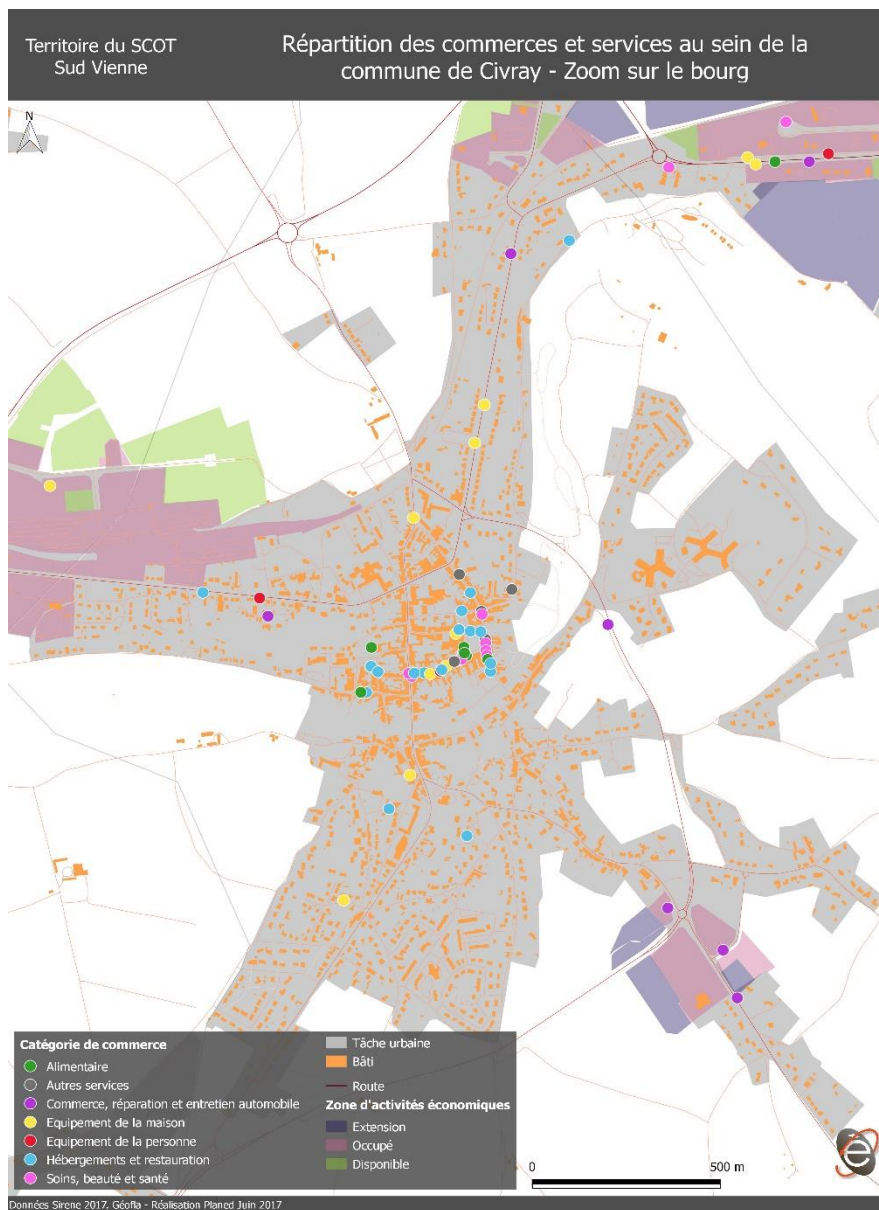 Territoire du SCOT
Sud Vienne
Répartition des commerces et services au sein de la
commune de Civray - Zoom sur le bourg
N
Catégorie de commerce
Alimentaire
Autres services
Commerce, réparation et entretien automobile
Equipement de la maison
Equipement de la personne
Hébergements et restauration
Soins, beauté et santé
Tâche urbaine
Bâti
Route
Zone d'activités économiques
Extension
Occupé
Disponible
0 500 m
e
Données Sirene 2017, Géofla - Réalisation Planed Juin 2017